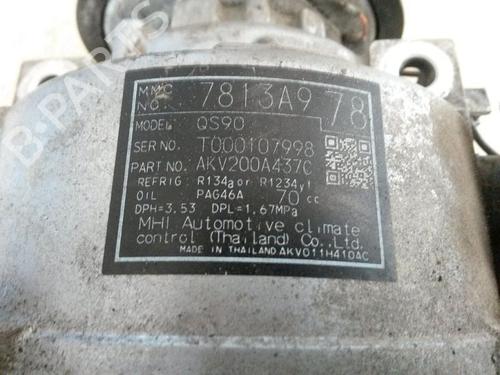 MMC NO. 7813A978
MODEL QS90
SER NO. T000107998
PART NO. AKV200A437C
REFRIG: R134a or R1234yf
OIL PAG46A 70 cc
DPH=3.53 DPL=1.67MPa
MHI Automotive climate
control (Thailand) Co., Ltd.
MADE IN THAILAND AKV011H410AC
B-PARTS